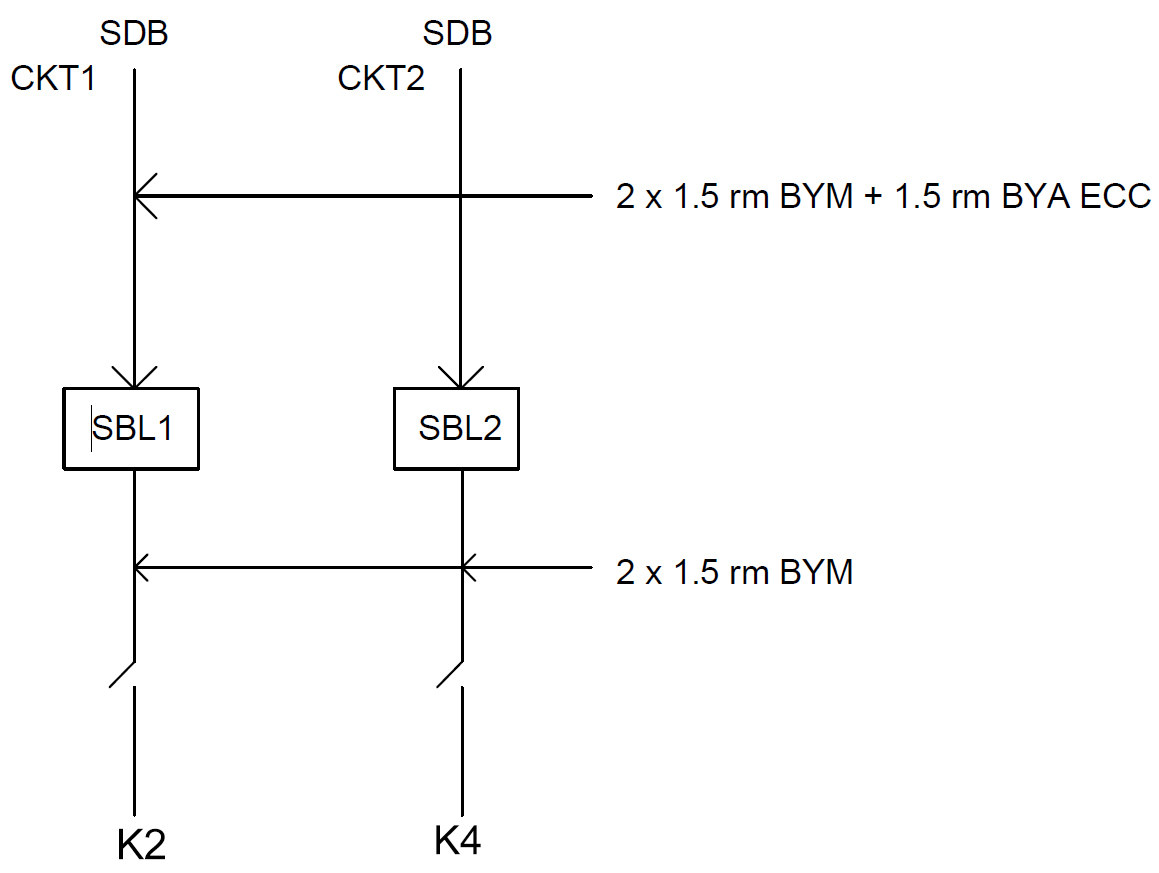 SDB SDB
CKT1 CKT2
2 x 1.5 rm BYM + 1.5 rm BYA ECC
SBL1 SBL2
2 x 1.5 rm BYM
K2 K4